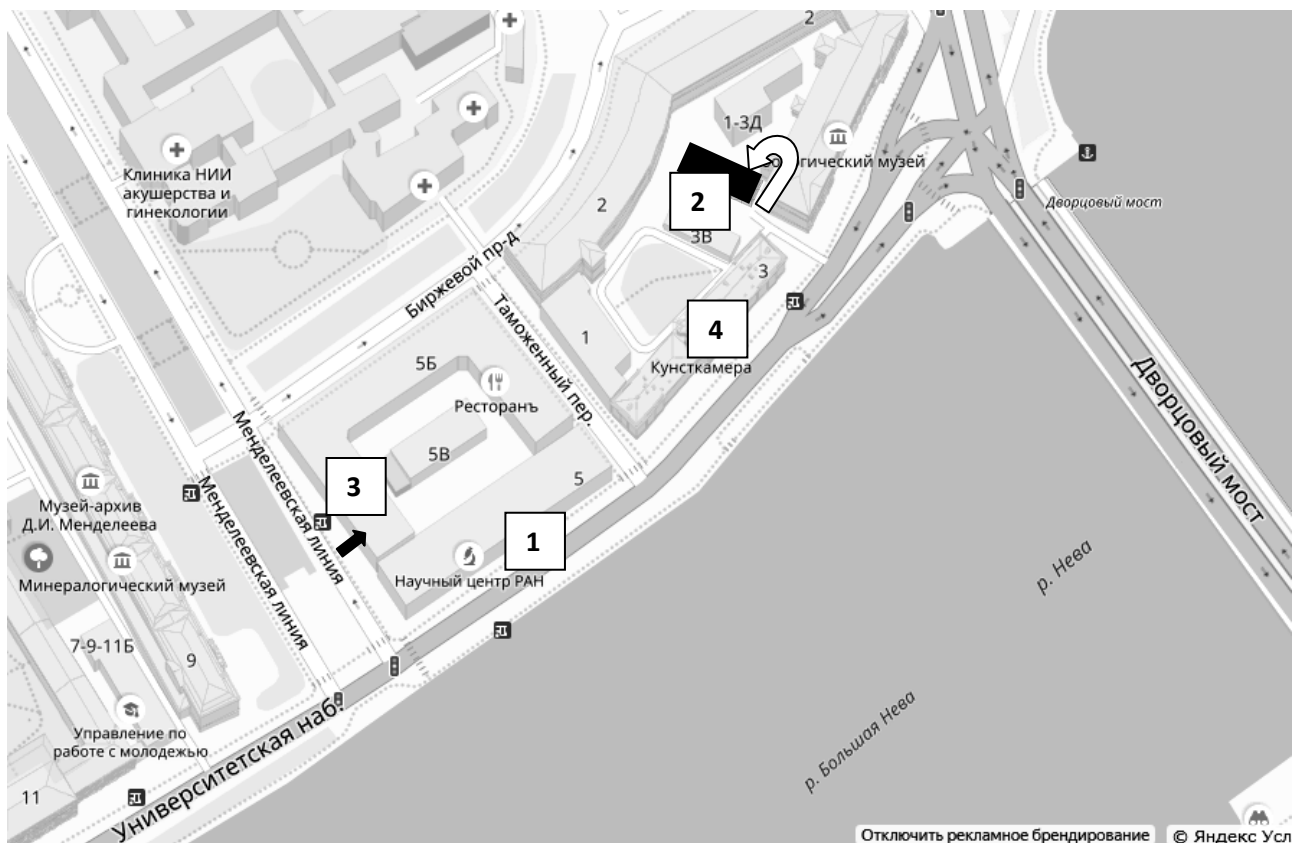 2
1-3Д
Зоологический музей
Клиника НИИ
акушерства и
гинекологии
2
2
3В
Дворцовый мост
Биржевой пр-д
3
4
Кунсткамера
1
Таможенный пер.
5Б
Ресторанъ
5В
Менделеевская линия
Дворцовый мост
3
5
Музей-архив
Д.И. Менделеева
Менделеевская линия
1
Научный центр РАН
Минералогический музей
р. Нева
7-9-11Б
9
Управление по
работе с молодежью
Университетская наб.
р. Большая Нева
11
Отключить рекламное брендирование
© Яндекс Усл